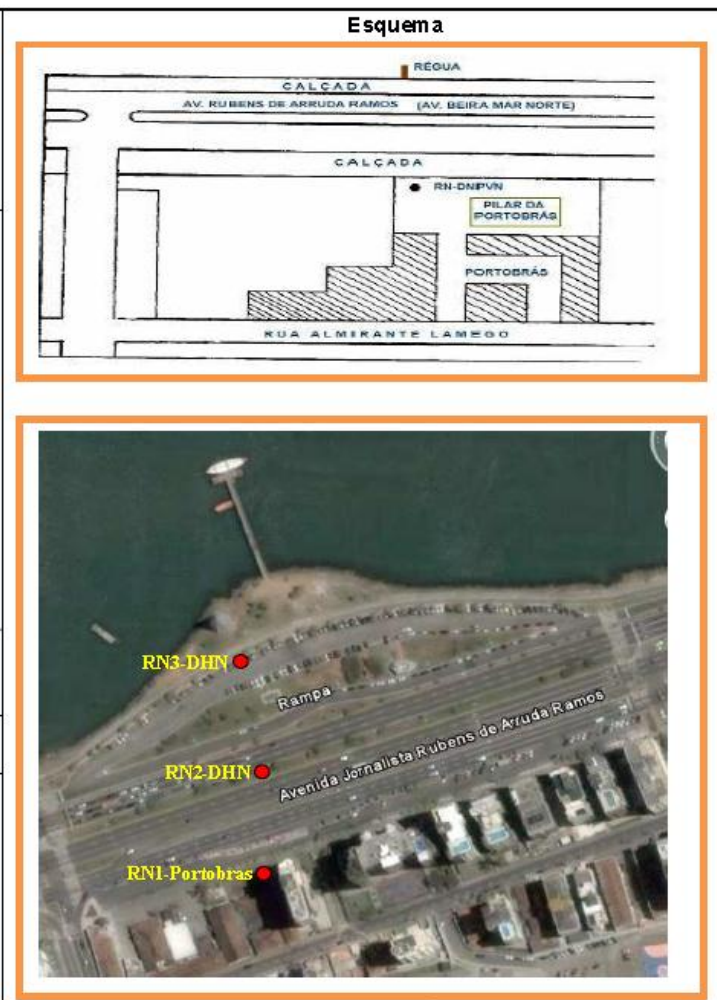 Esquema
RÉGUA
CALÇADA
AV. RUBENS DE ARRUDA RAMOS (AV. BEIRA MAR NORTE)
CALÇADA
RN-DNPVN
PILAR DA
PORTOBRÁS
PORTOBRÁS
RUA ALMIRANTE LAMEGO
RN3-DHN
Rampa
RN2-DHN
Avenida Jornalista Rubens de Arruda Ramos
RN1-Portobras